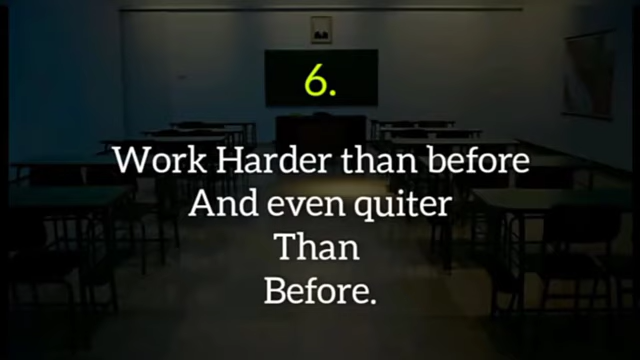 6.
Work Harder than before
And even quiter
Than
Before.